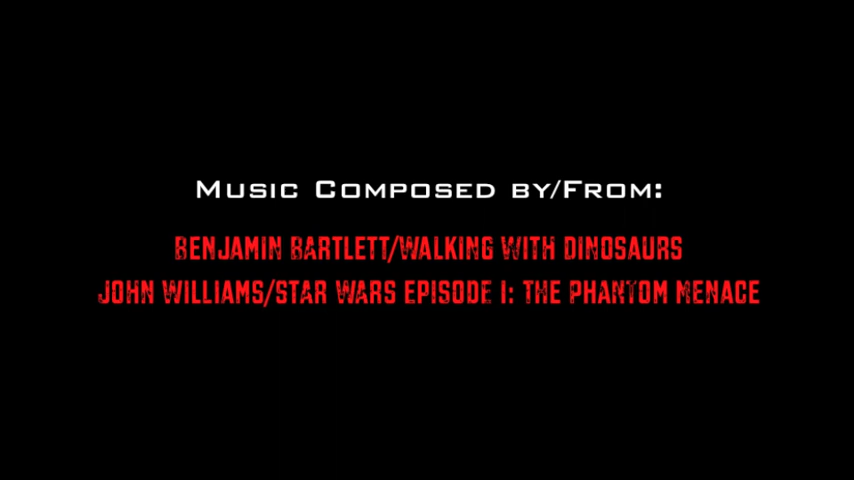 Music Composed by/From:
BENJAMIN BARTLETT/WALKING WITH DINOSAURS
JOHN WILLIAMS/STAR WARS EPISODE I: THE PHANTOM MENACE